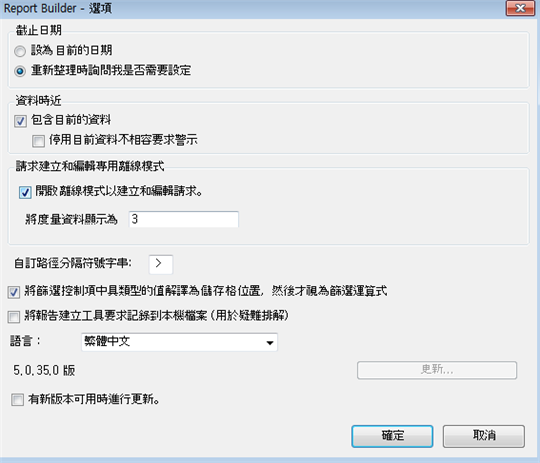 Report Builder - 選項
截止日期
設為目前的日期
重新整理時詢問我是否需要設定
資料時近
包含目前的資料
停用目前資料不相容要求警示
請求建立和編輯專用離線模式
開啟離線模式以建立和編輯請求。
將度量資料顯示為 3
自訂路徑分隔符號字串: >
將篩選控制項中具類型的值解譯為儲存格位置，然後才視為篩選運算式
將報告建立工具要求記錄到本機檔案 (用於疑難排解)
語言： 繁體中文
5.0.35.0 版 更新...
有新版本可用時進行更新。
確定 取消